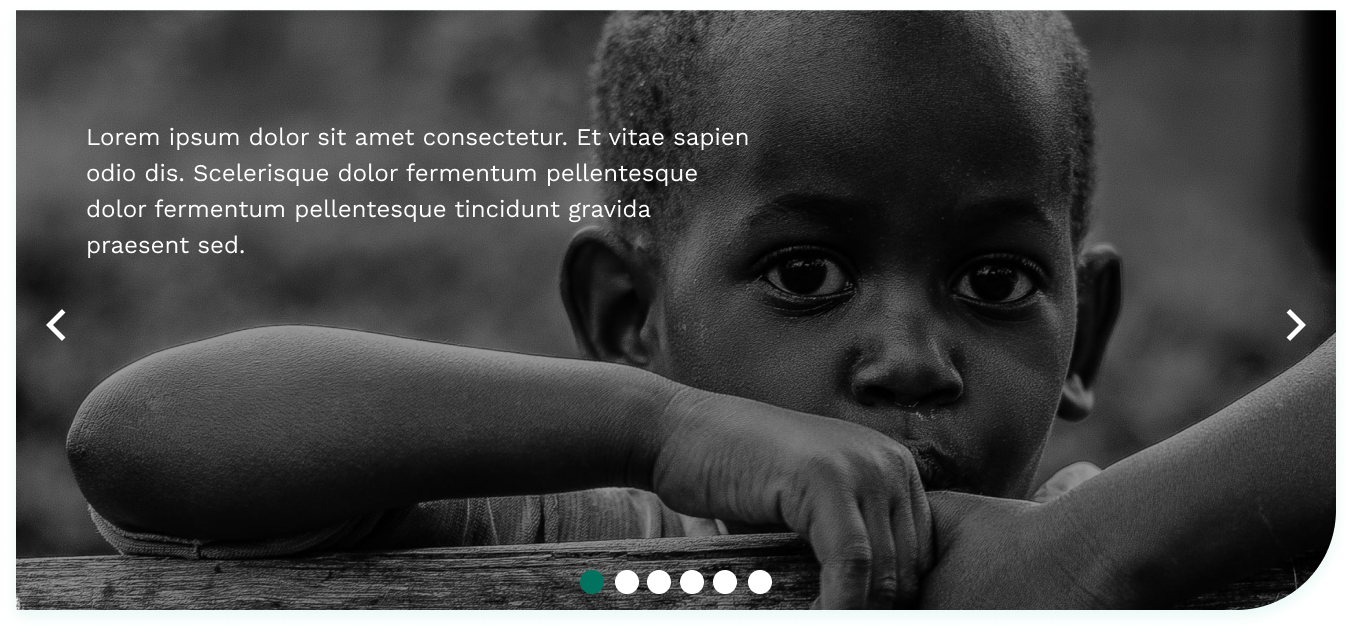 Lorem ipsum dolor sit amet consectetur. Et vitae sapien
odio dis. Scelerisque dolor fermentum pellentesque
dolor fermentum pellentesque tincidunt gravida
praesent sed.